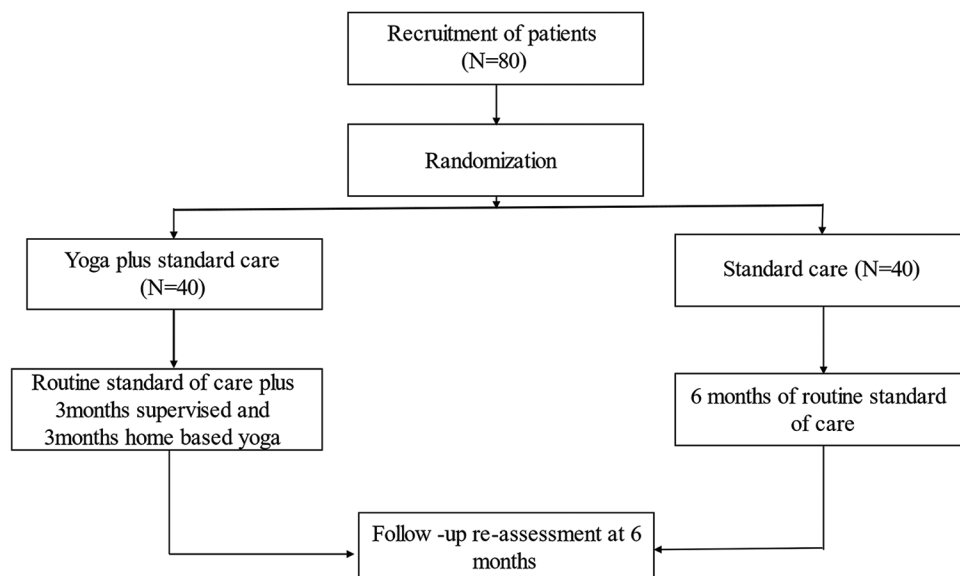 Recruitment of patients
(N=80)
Randomization
Yoga plus standard care
(N=40)
Standard care (N=40)
Routine standard of care plus
3months supervised and
3months home based yoga
6 months of routine standard
of care
Follow -up re-assessment at 6
months